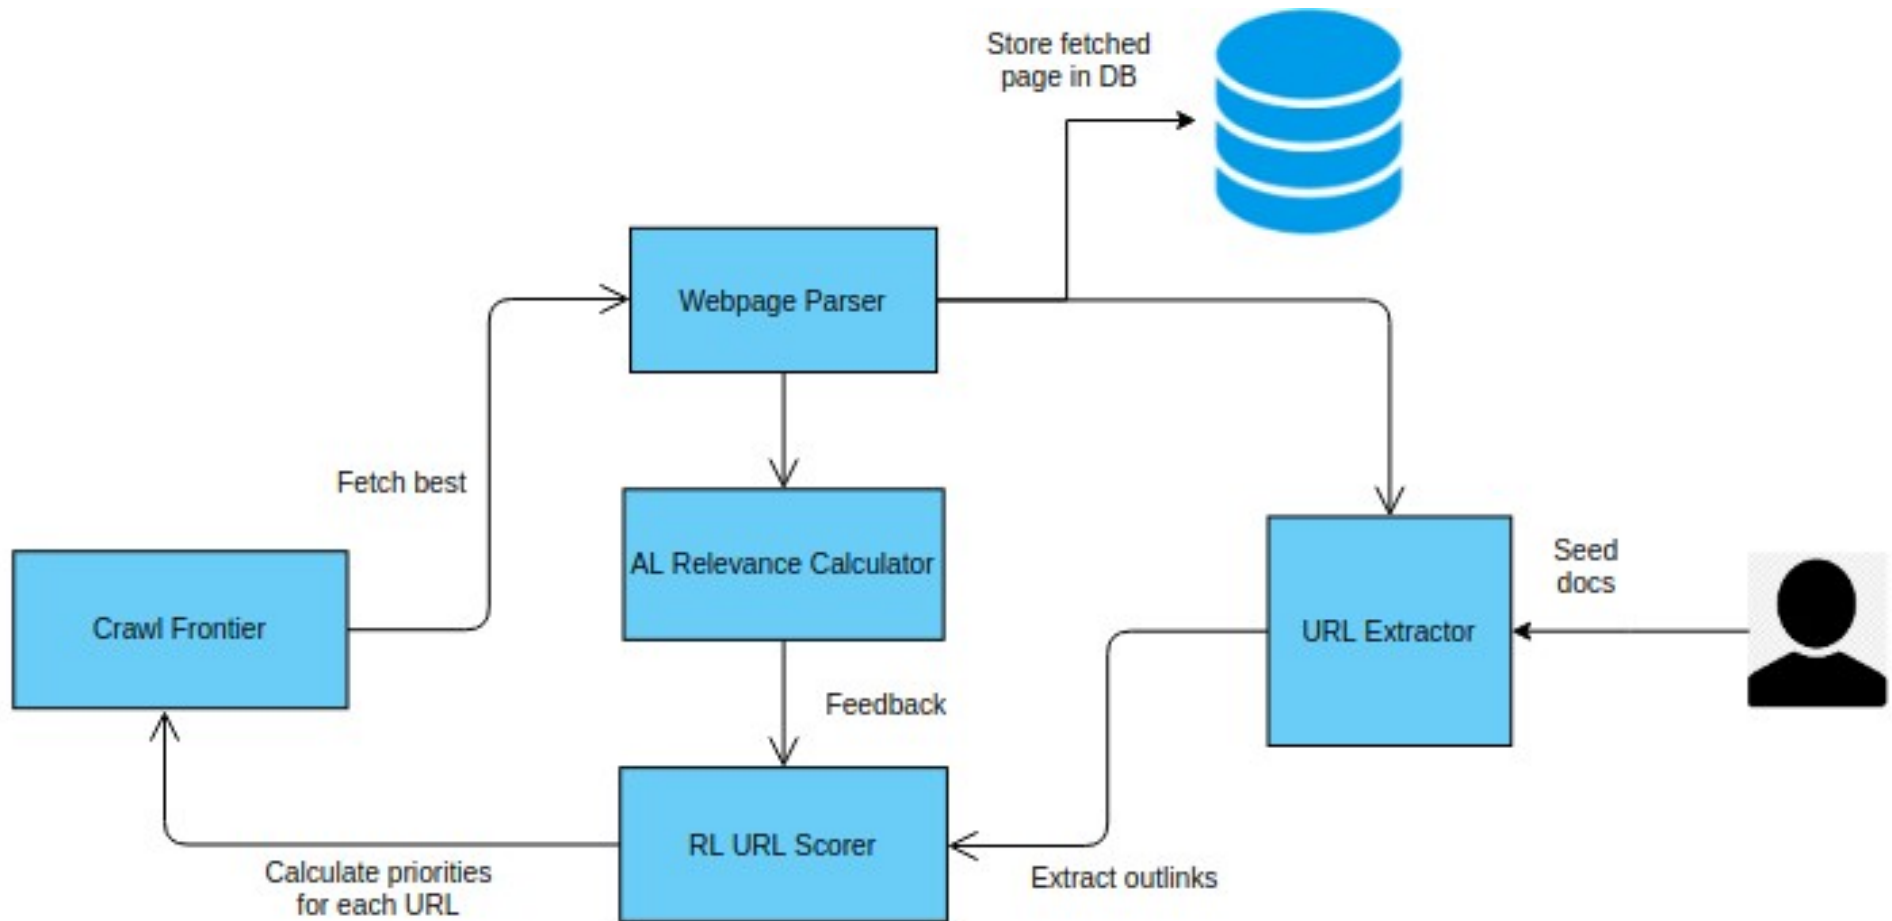 Store fetched
page in DB
Webpage Parser
Fetch best
AL Relevance Calculator
Seed
docs
Crawl Frontier
URL Extractor
Feedback
RL URL Scorer
Calculate priorities
for each URL
Extract outlinks